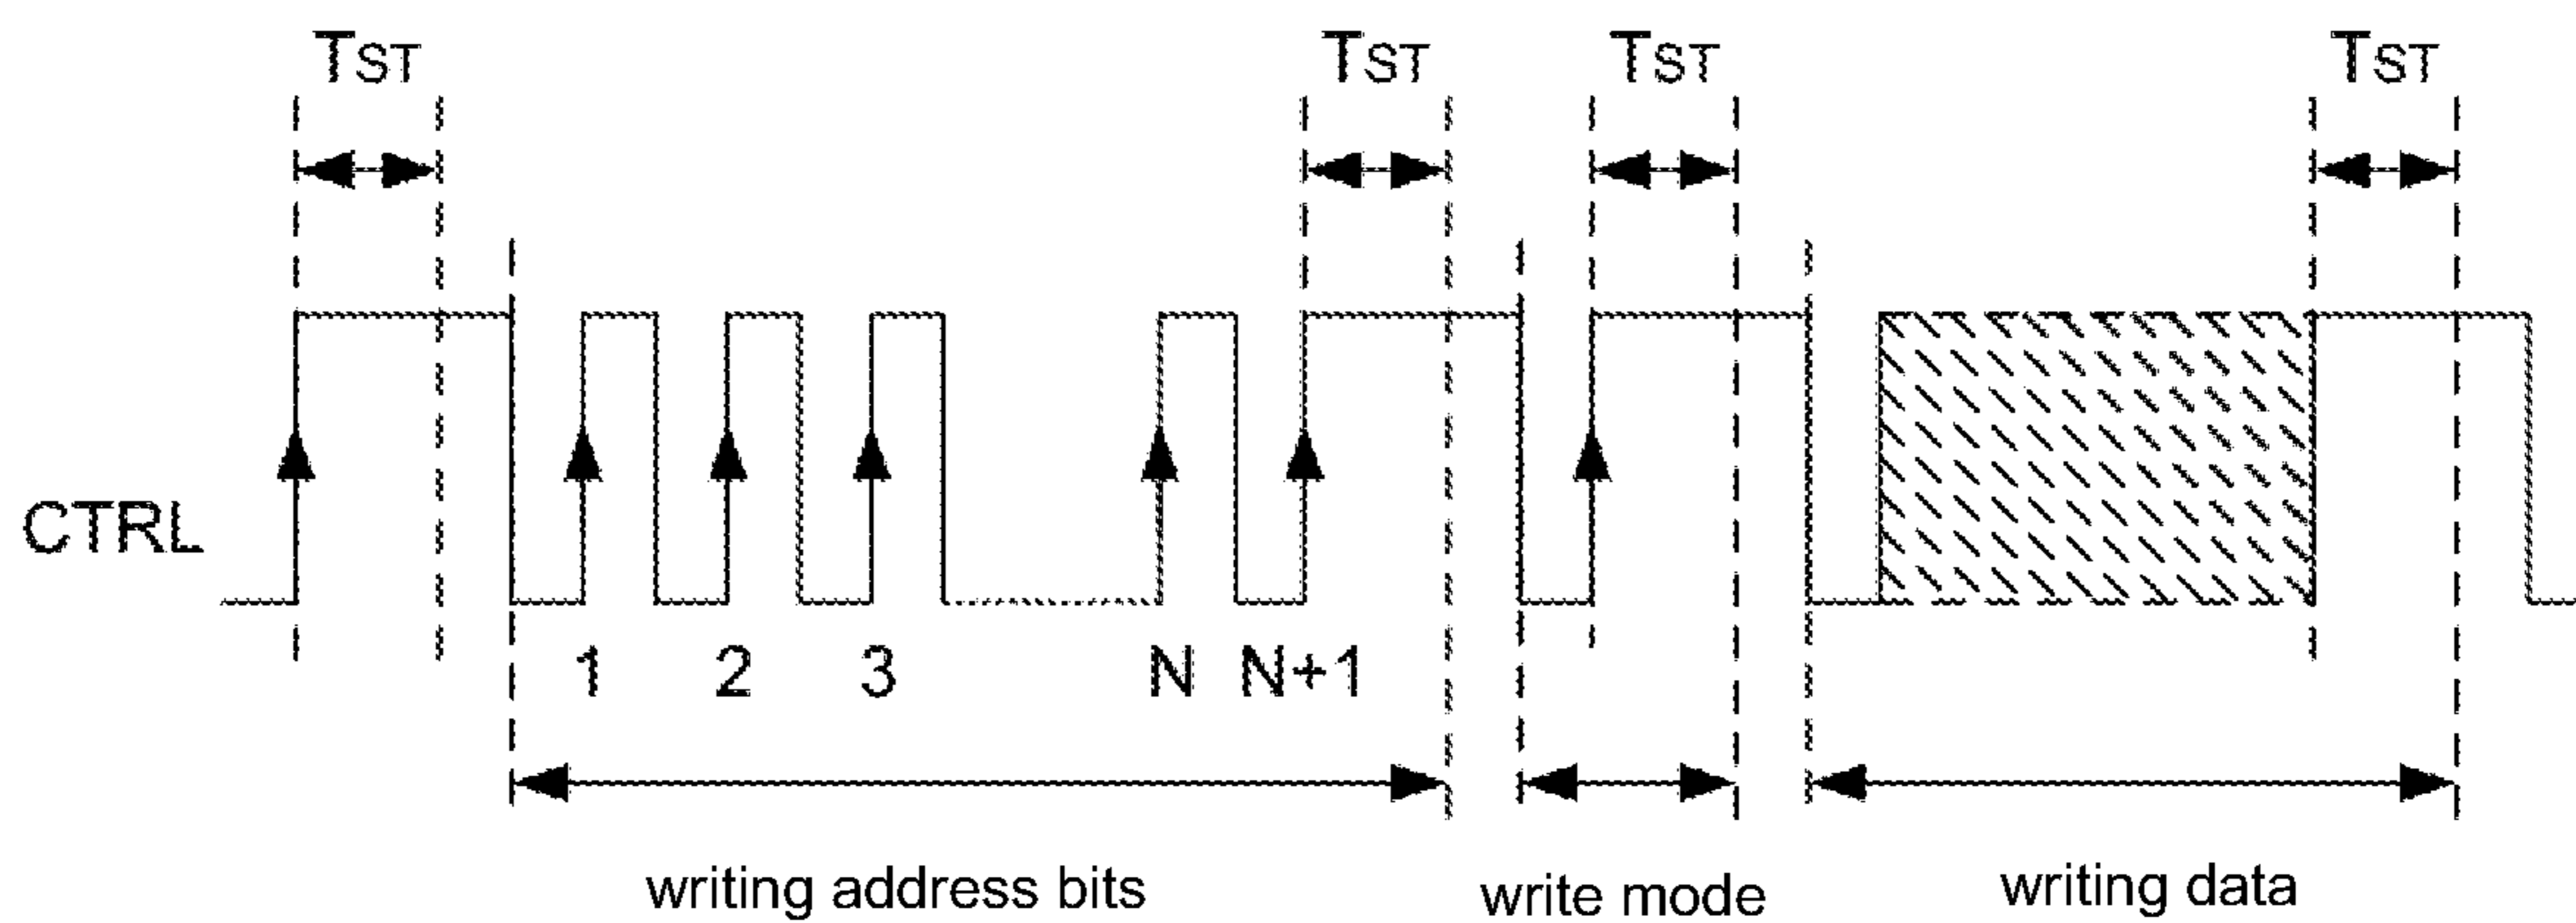 TST TST TST TST
CTRL
1 2 3 N N+1
writing address bits write mode writing data